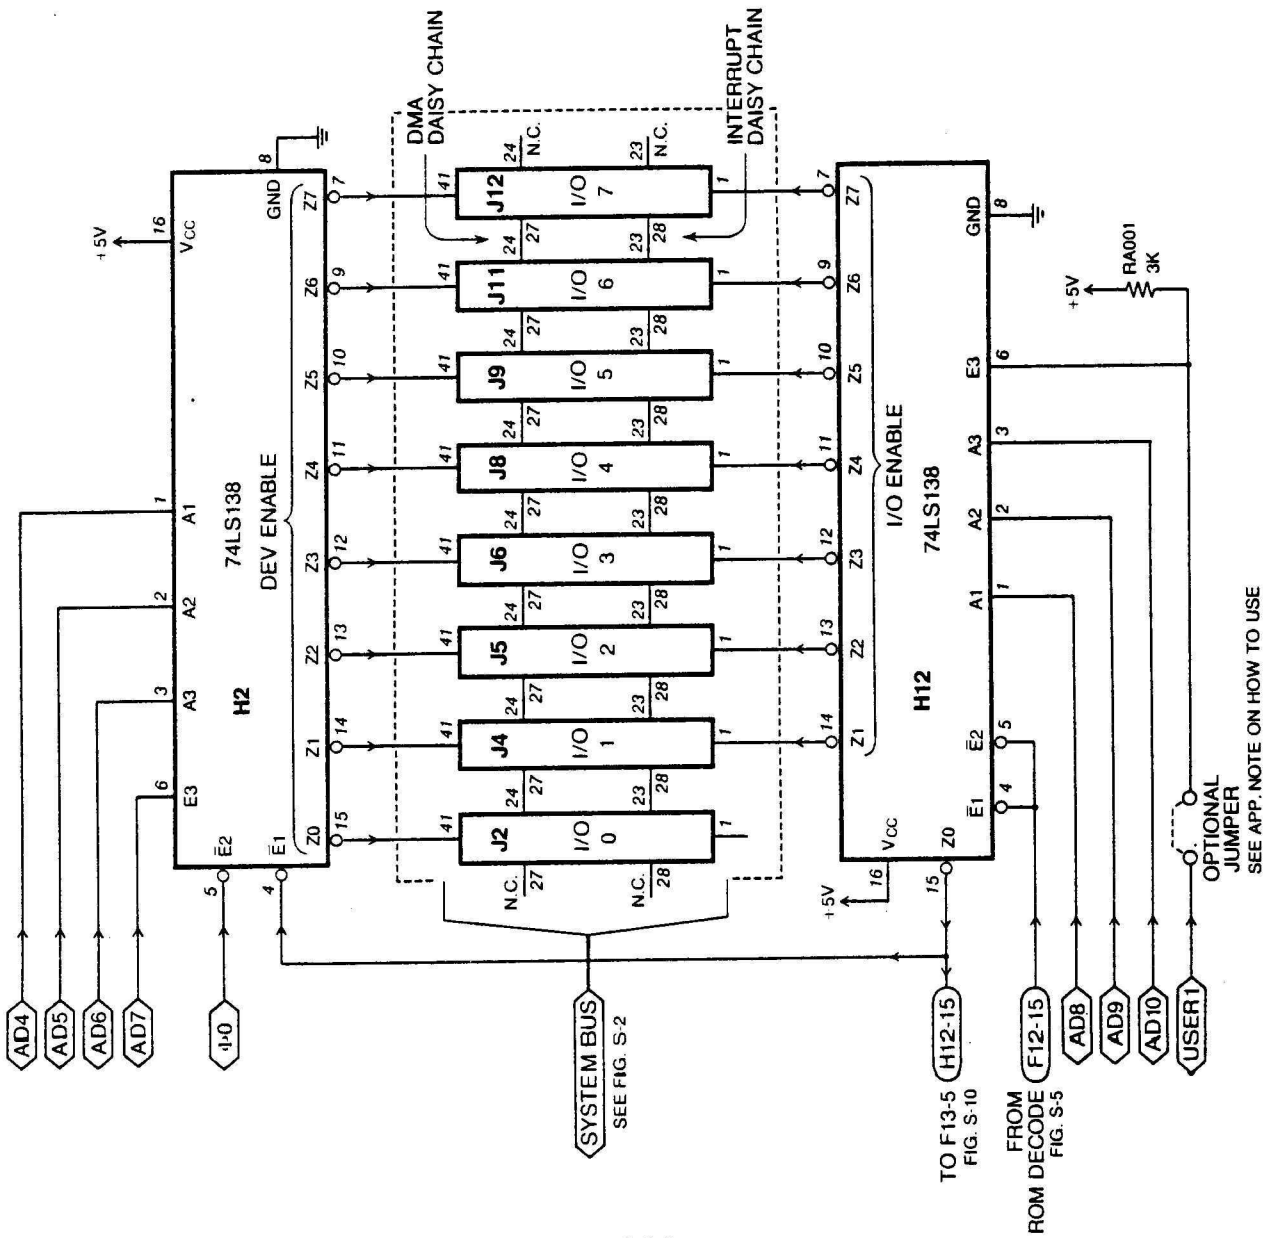 +5V
16
VCC
8
GND
AD4
AD5
AD6
AD7
Φ0
1
2
3
6
5
4
A1
A2
A3
E3
E̅2
E̅1
74LS138
DEV ENABLE
H2
Z0
Z1
Z2
Z3
Z4
Z5
Z6
Z7
15
14
13
12
11
10
9
7
DMA
DAISY CHAIN
INTERRUPT
DAISY CHAIN
41
41
41
41
41
41
41
41
N.C.
27
24
27
24
27
24
27
24
27
24
27
24
27
24
27
24
N.C.
J2
I/O
0
J4
I/O
1
J5
I/O
2
J6
I/O
3
J8
I/O
4
J9
I/O
5
J11
I/O
6
J12
I/O
7
N.C.
28
23
28
23
28
23
28
23
28
23
28
23
28
23
28
23
N.C.
1
1
1
1
1
1
1
1
SYSTEM BUS
SEE FIG. S-2
14
13
12
11
10
9
7
Z1
Z2
Z3
Z4
Z5
Z6
Z7
I/O ENABLE
74LS138
H12
+5V
16
VCC
15
Z0
E̅1
E̅2
A1
A2
A3
E3
GND
4
5
1
2
3
6
8
+5V
RA001
3K
TO F13-5
FIG. S-10
H12-15
FROM
ROM DECODE
FIG. S-5
F12-15
AD8
AD9
AD10
USER1
OPTIONAL
JUMPER
SEE APP. NOTE ON HOW TO USE